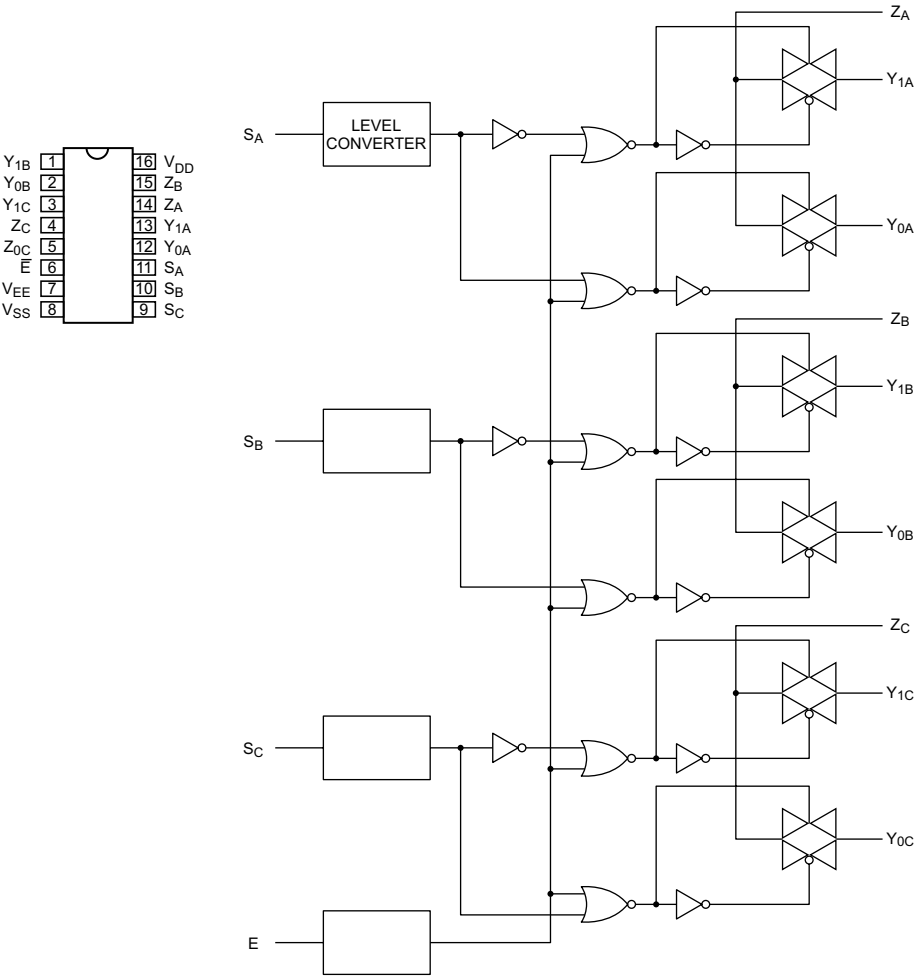 Y1B 1 16 VDD
Y0B 2 15 ZB
Y1C 3 14 ZA
ZC 4 13 Y1A
Z0C 5 12 Y0A
E̅ 6 11 SA
VEE 7 10 SB
VSS 8 9 SC
ZA
Y1A
SA
LEVEL
CONVERTER
Y0A
ZB
Y1B
SB
Y0B
ZC
Y1C
SC
Y0C
E